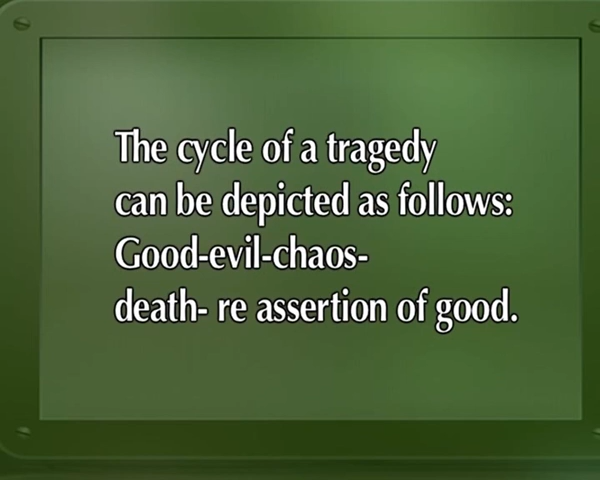 The cycle of a tragedy
can be depicted as follows:
Good-evil-chaos-
death- re assertion of good.